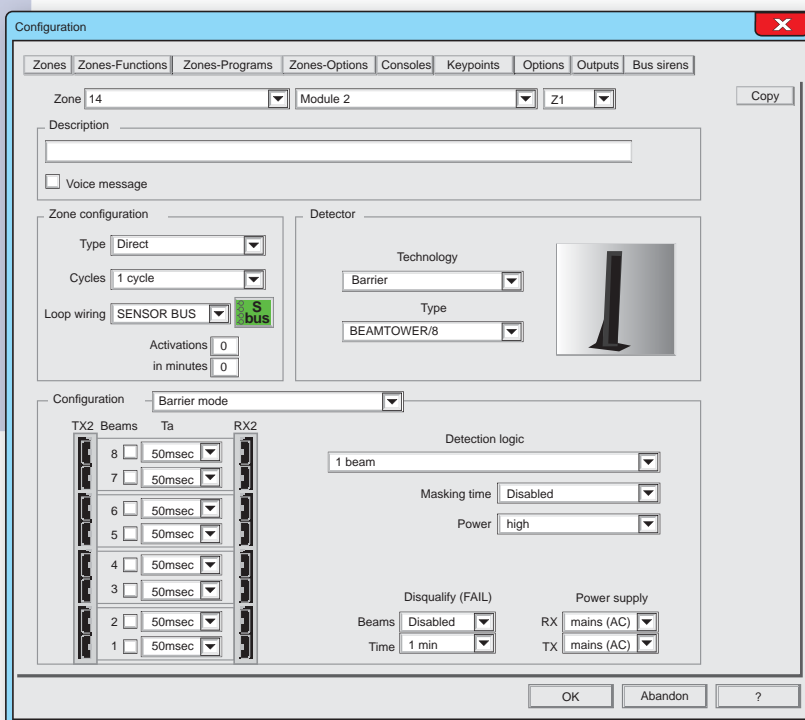 Configuration
Zones Zones-Functions Zones-Programs Zones-Options Consoles Keypoints Options Outputs Bus sirens
Zone 14 Module 2 Z1 Copy
Description
Voice message
Zone configuration
Type Direct
Cycles 1 cycle
Loop wiring SENSOR BUS S bus
Activations 0
in minutes 0
Detector
Technology
Barrier
Type
BEAMTOWER/8
Configuration Barrier mode
TX2 Beams Ta RX2
8 50msec
7 50msec
6 50msec
5 50msec
4 50msec
3 50msec
2 50msec
1 50msec
Detection logic
1 beam
Masking time Disabled
Power high
Disqualify (FAIL)
Beams Disabled
Time 1 min
Power supply
RX mains (AC)
TX mains (AC)
OK Abandon ?